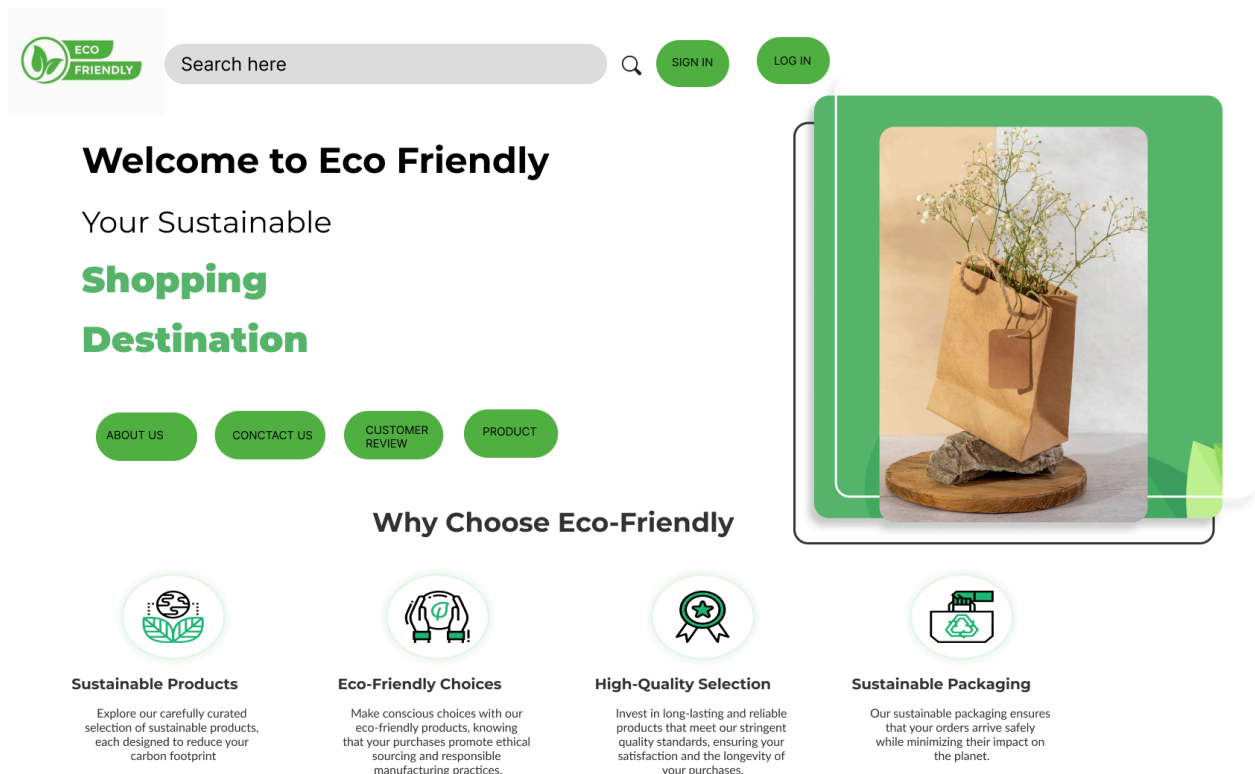 ECO
FRIENDLY
Search here
SIGN IN
LOG IN
Welcome to Eco Friendly
Your Sustainable
Shopping
Destination
ABOUT US
CONCTACT US
CUSTOMER
REVIEW
PRODUCT
Why Choose Eco-Friendly
Sustainable Products
Explore our carefully curated
selection of sustainable products,
each designed to reduce your
carbon footprint
Eco-Friendly Choices
Make conscious choices with our
eco-friendly products, knowing
that your purchases promote ethical
sourcing and responsible
manufacturing practices.
High-Quality Selection
Invest in long-lasting and reliable
products that meet our stringent
quality standards, ensuring your
satisfaction and the longevity of
your purchases.
Sustainable Packaging
Our sustainable packaging ensures
that your orders arrive safely
while minimizing their impact on
the planet.